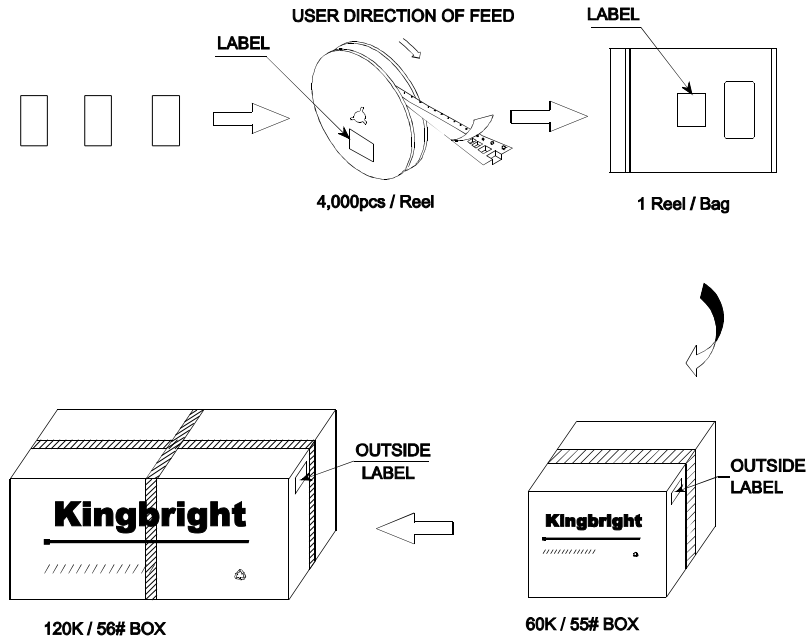 USER DIRECTION OF FEED
LABEL
LABEL
4,000pcs / Reel
1 Reel / Bag
OUTSIDE
LABEL
OUTSIDE
LABEL
Kingbright
Kingbright
120K / 56# BOX
60K / 55# BOX